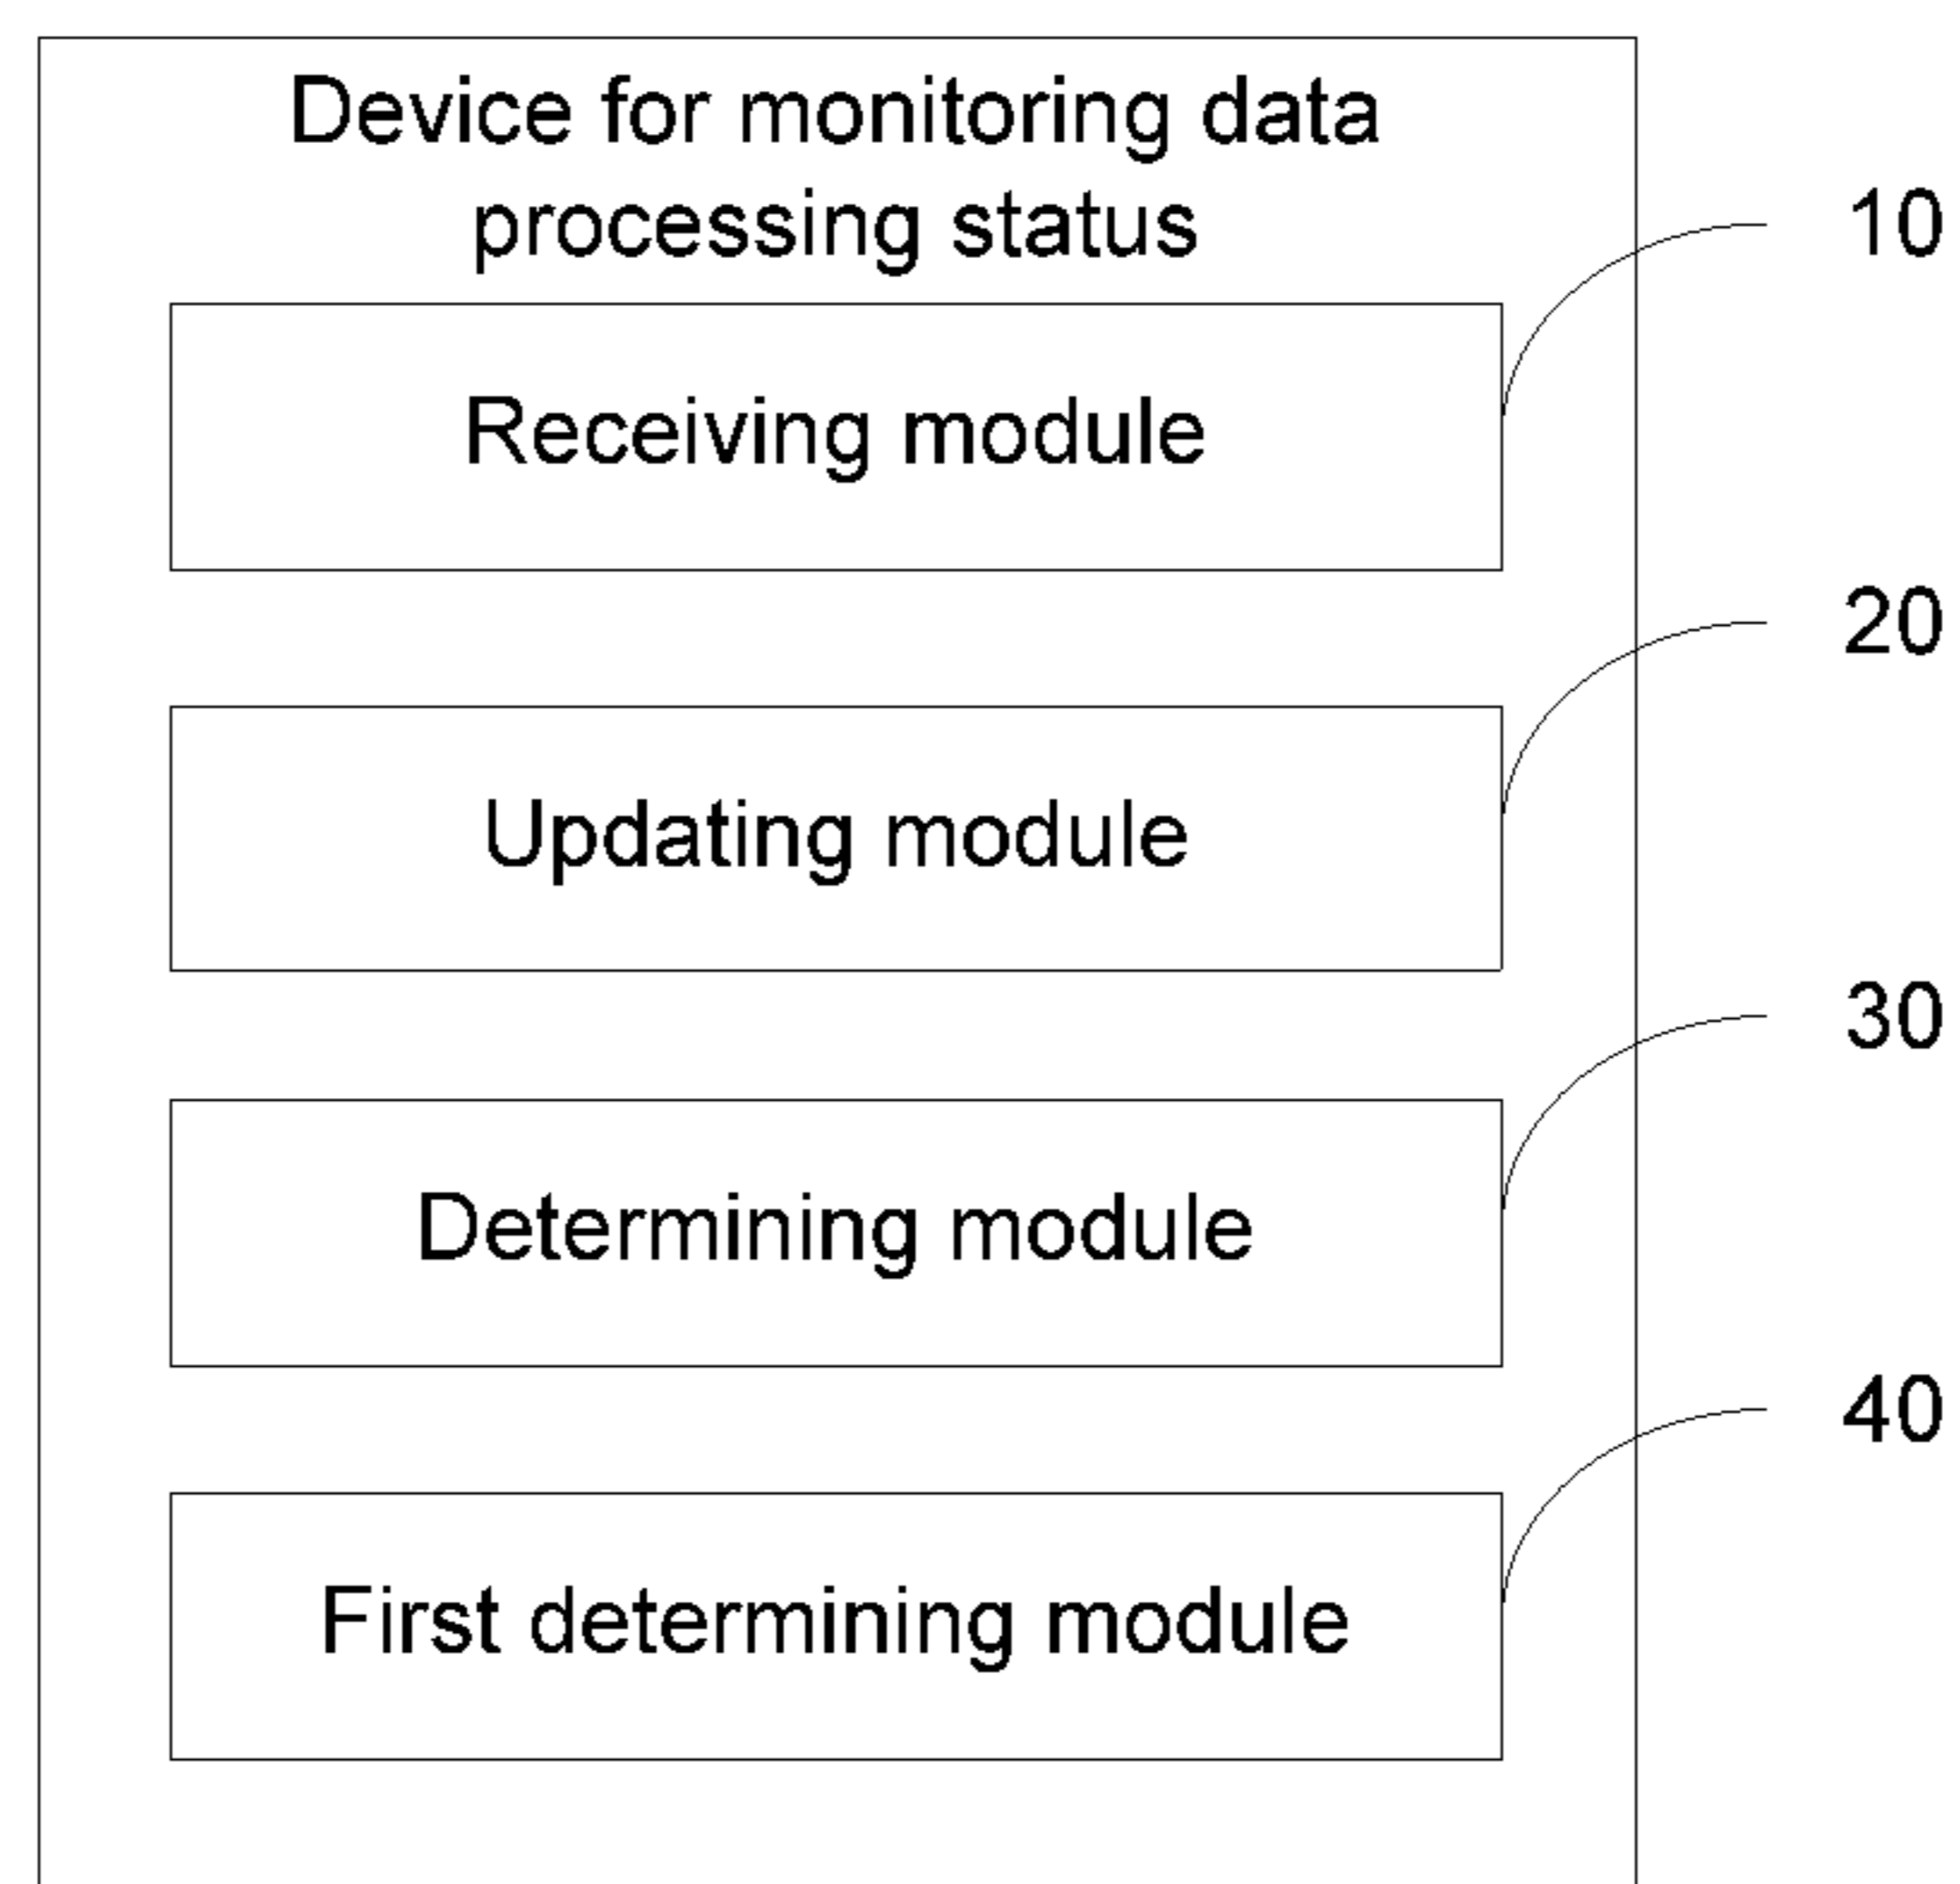 Device for monitoring data
processing status
10
Receiving module
20
Updating module
30
Determining module
40
First determining module